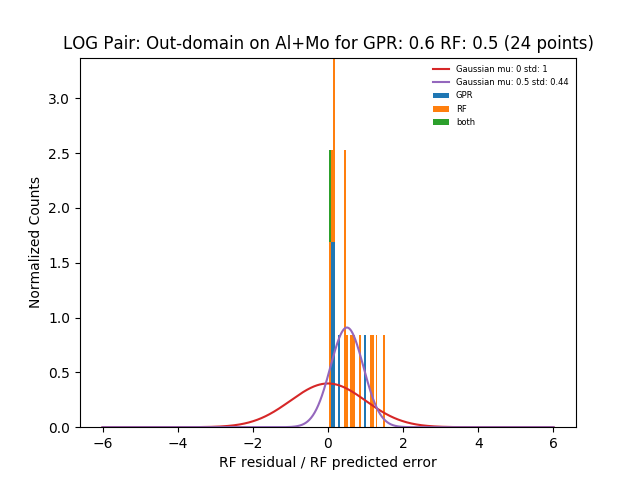 LOG Pair: Out-domain on Al+Mo for GPR: 0.6 RF: 0.5 (24 points)
Gaussian mu: 0 std: 1
Gaussian mu: 0.5 std: 0.44
GPR
RF
both
Normalized Counts
3.0
2.5
2.0
1.5
1.0
0.5
0.0
−6 −4 −2 0 2 4 6
RF residual / RF predicted error